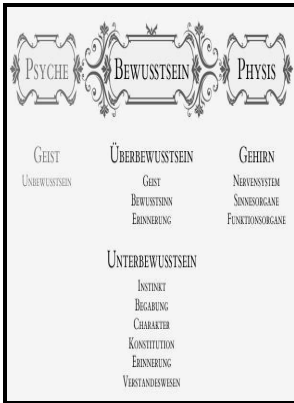 PSYCHE
BEWUSSTSEIN
PHYSIS
GEIST
UNBEWUSSTSEIN
ÜBERBEWUSSTSEIN
GEIST
BEWUSSTSINN
ERINNERUNG
GEHIRN
NERVENSYSTEM
SINNESORGANE
FUNKTIONSORGANE
UNTERBEWUSSTSEIN
INSTINKT
BEGABUNG
CHARAKTER
KONSTITUTION
ERINNERUNG
VERSTANDESWESEN